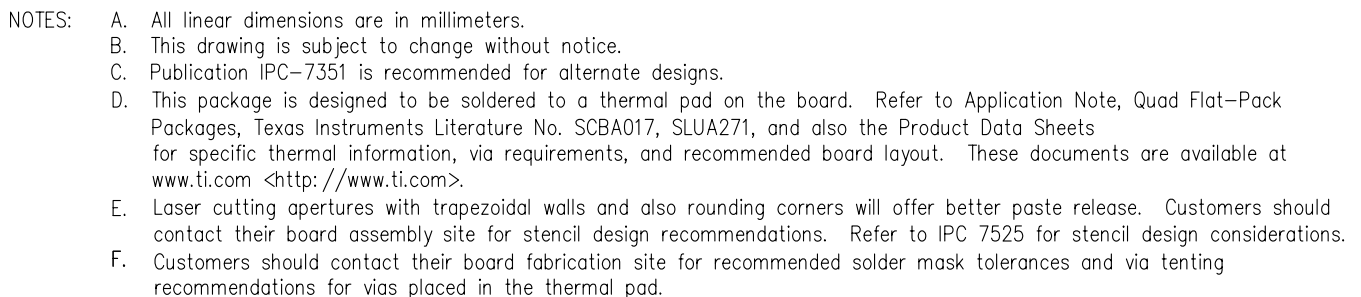 NOTES: A. All linear dimensions are in millimeters.
B. This drawing is subject to change without notice.
C. Publication IPC-7351 is recommended for alternate designs.
D. This package is designed to be soldered to a thermal pad on the board. Refer to Application Note, Quad Flat-Pack
Packages, Texas Instruments Literature No. SCBA017, SLUA271, and also the Product Data Sheets
for specific thermal information, via requirements, and recommended board layout. These documents are available at
www.ti.com <http://www.ti.com>.
E. Laser cutting apertures with trapezoidal walls and also rounding corners will offer better paste release. Customers should
contact their board assembly site for stencil design recommendations. Refer to IPC 7525 for stencil design considerations.
F. Customers should contact their board fabrication site for recommended solder mask tolerances and via tenting
recommendations for vias placed in the thermal pad.